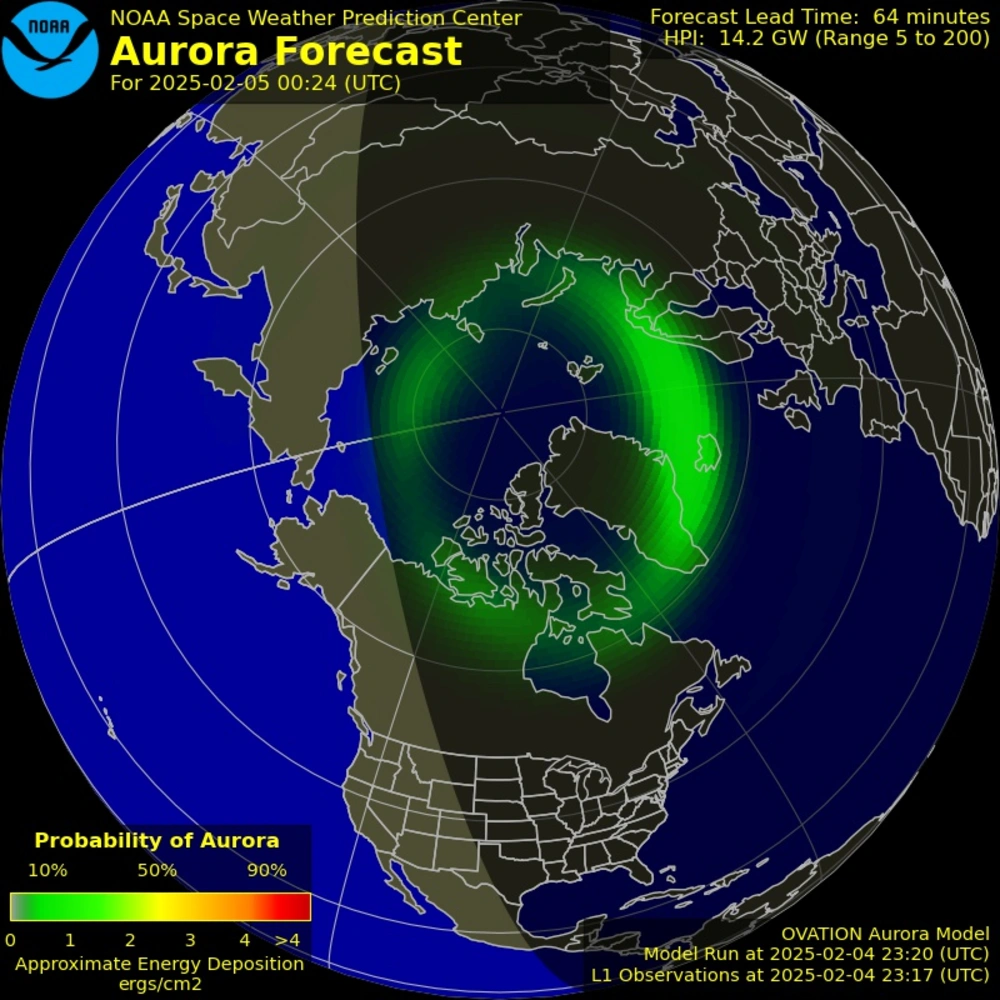 NOAA
NOAA Space Weather Prediction Center
Aurora Forecast
For 2025-02-05 00:24 (UTC)
Forecast Lead Time: 64 minutes
HPI: 14.2 GW (Range 5 to 200)
Probability of Aurora
10% 50% 90%
0 1 2 3 4 >4
Approximate Energy Deposition
ergs/cm2
OVATION Aurora Model
Model Run at 2025-02-04 23:20 (UTC)
L1 Observations at 2025-02-04 23:17 (UTC)